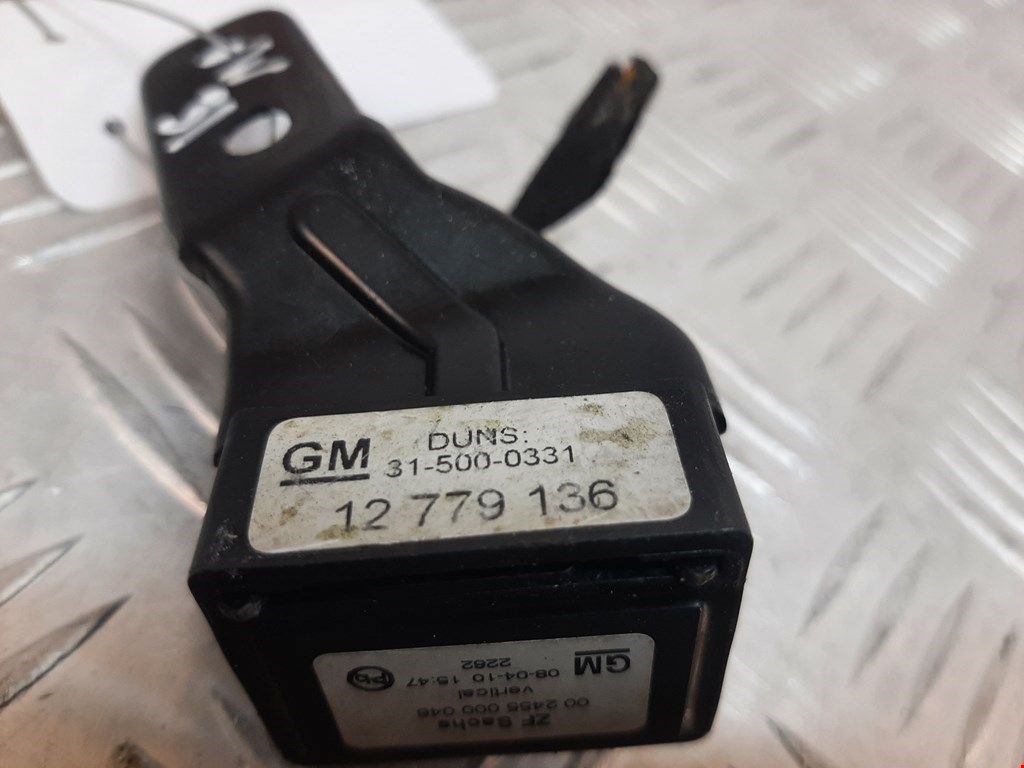 GM DUNS:
31-500-0331
12 779 136
ZF Sachs
00 2455 000 046
vertical
08-04-10 15:47
2262
GM
Pb